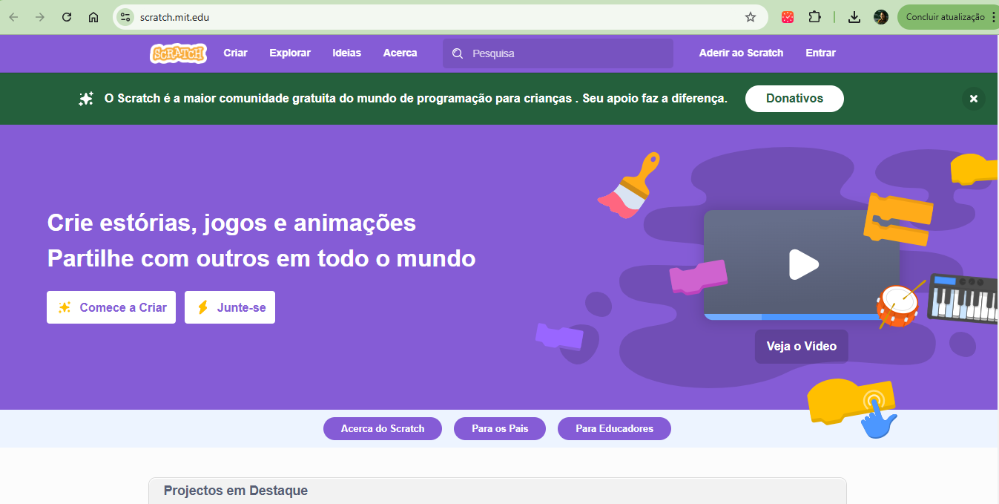 scratch.mit.edu
Concluir atualização
SCRATCH
Criar
Explorar
Ideias
Acerca
Pesquisa
Aderir ao Scratch
Entrar
O Scratch é a maior comunidade gratuita do mundo de programação para crianças . Seu apoio faz a diferença.
Donativos
Crie estórias, jogos e animações
Partilhe com outros em todo o mundo
Comece a Criar
Junte-se
Veja o Vídeo
Acerca do Scratch
Para os Pais
Para Educadores
Projectos em Destaque